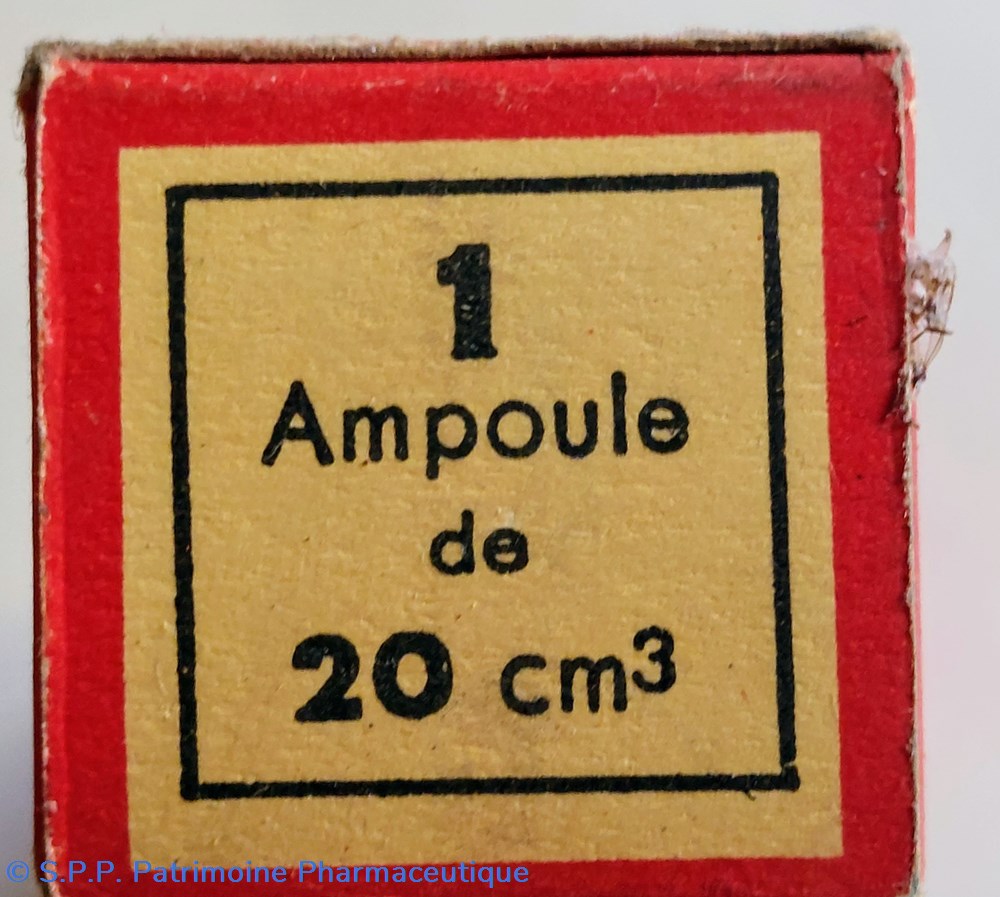 1
Ampoule
de
20 cm³
© S.P.P. Patrimoine Pharmaceutique